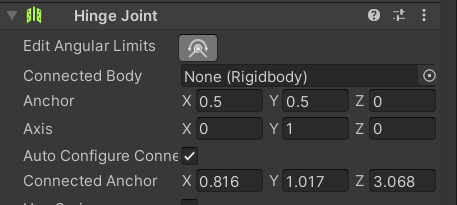 Hinge Joint
Edit Angular Limits
Connected Body None (Rigidbody)
Anchor X 0.5 Y 0.5 Z 0
Axis X 0 Y 1 Z 0
Auto Configure Conne
Connected Anchor X 0.816 Y 1.017 Z 3.068